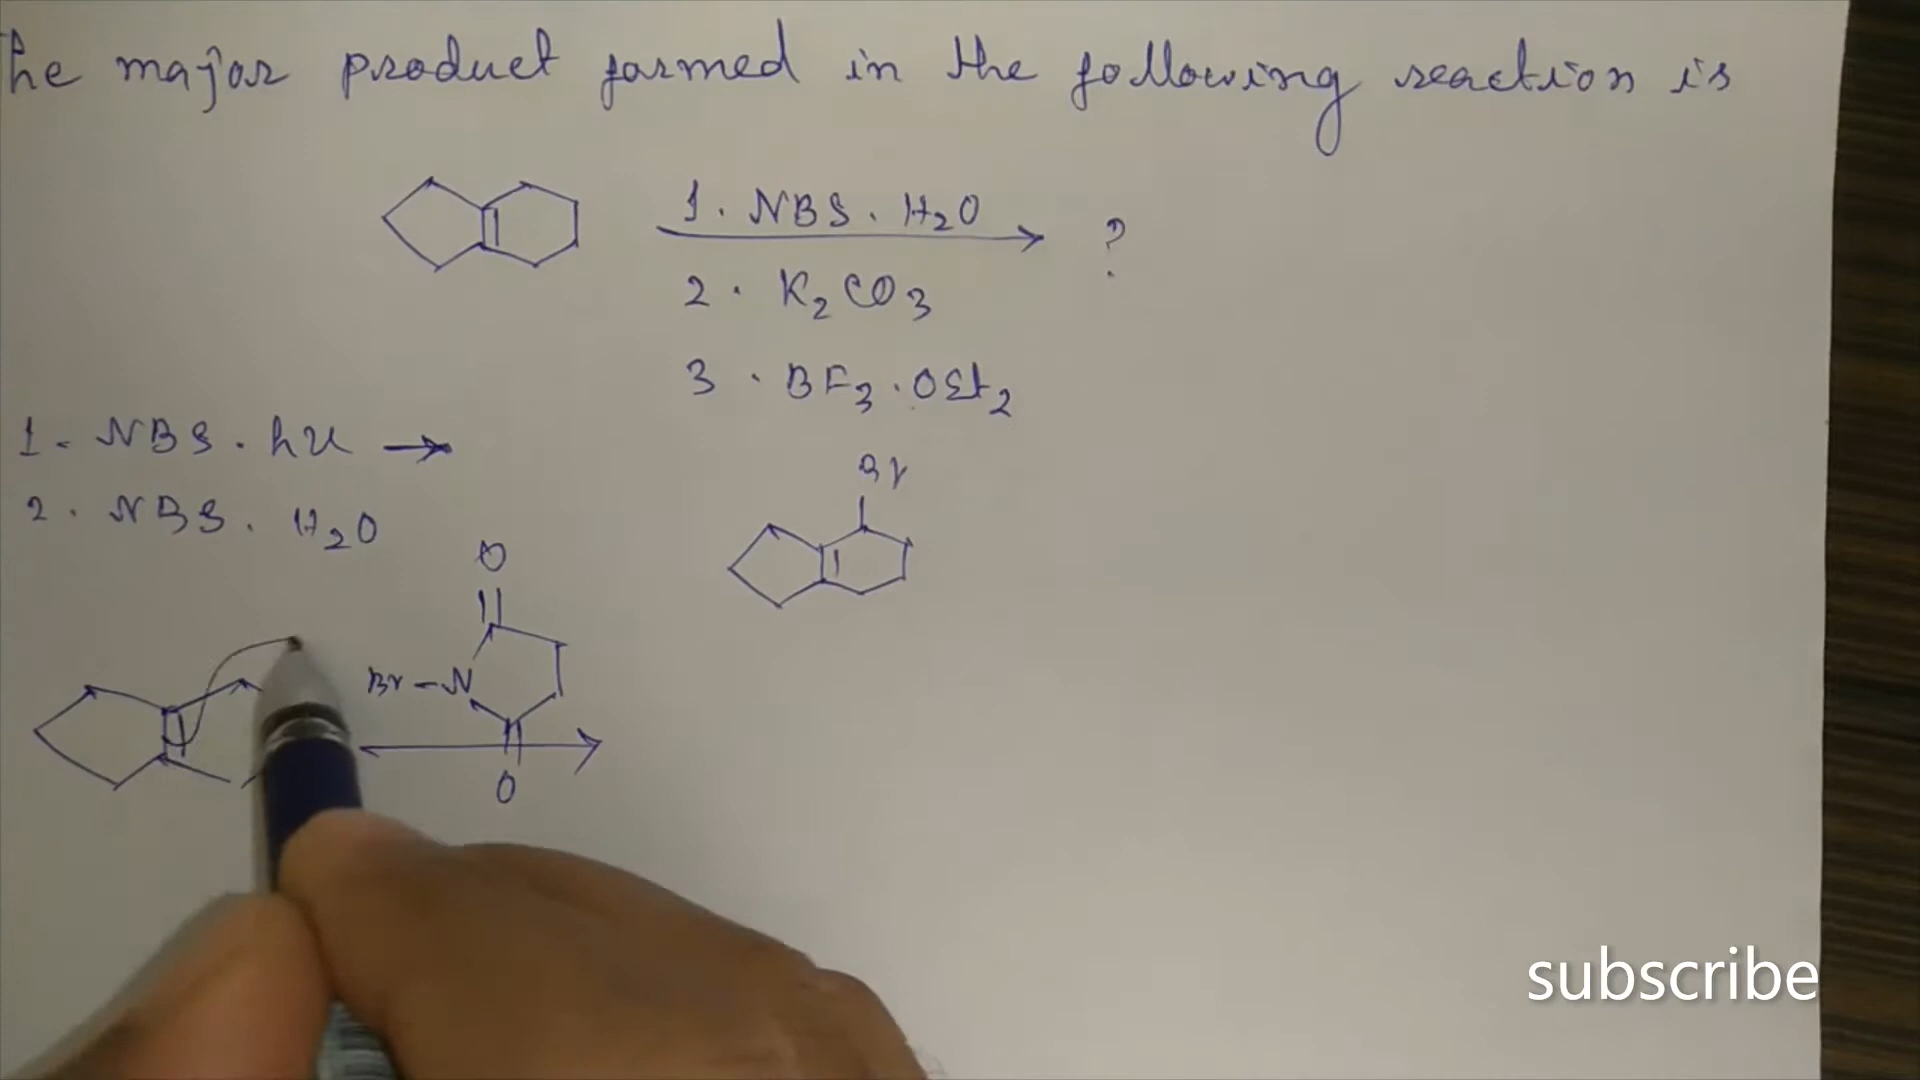 he major product formed in the following reaction is
1. NBS. H2O
?
2. K2CO3
3. BF3.OEt2
1. NBS. hν →
2. NBS. H2O
Br
O
Br-N
O
subscribe